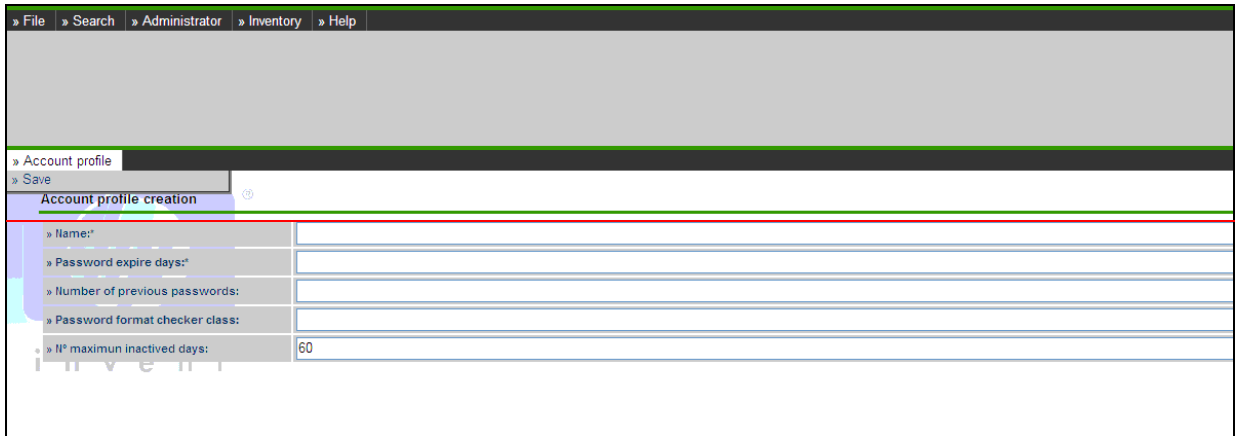 » File » Search » Administrator » Inventory » Help
» Account profile
» Save
Account profile creation
®
» Name:*
» Password expire days:*
» Number of previous passwords:
» Password format checker class:
» Nº maximun inactived days: 60
i n v e n t